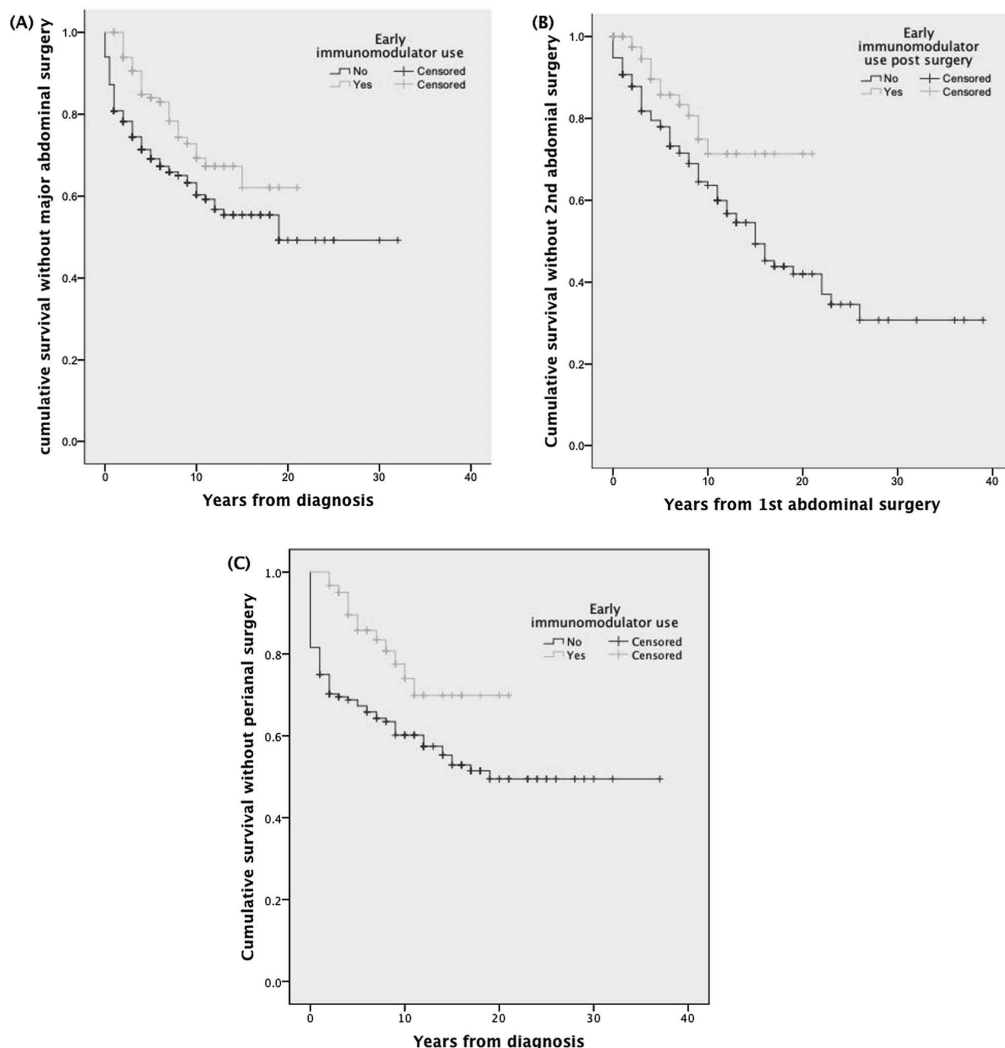 (A)
cumulative survival without major abdominal surgery
1.0
0.8
0.6
0.4
0.2
0.0
Early
immunomodulator use
No Censored
Yes Censored
0 10 20 30 40
Years from diagnosis
(B)
Cumulative survival without 2nd abdomial surgery
1.0
0.8
0.6
0.4
0.2
0.0
Early
immunomodulator
use post surgery
No Censored
Yes Censored
0 10 20 30 40
Years from 1st abdominal surgery
(C)
Cumulative survival without perianal surgery
1.0
0.8
0.6
0.4
0.2
0.0
Early
immunomodulator use
No Censored
Yes Censored
0 10 20 30 40
Years from diagnosis